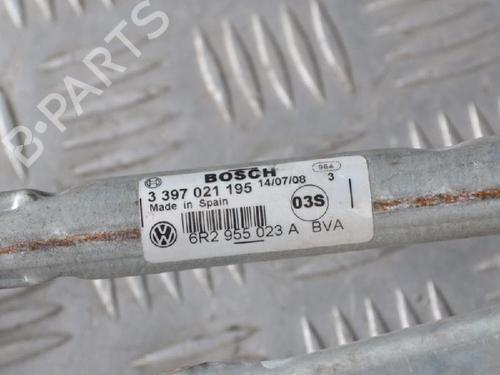 B-PARTS
BOSCH
964
3 397 021 195 14/07/08 3
Made in Spain
03S
6R2 955 023 A BVA